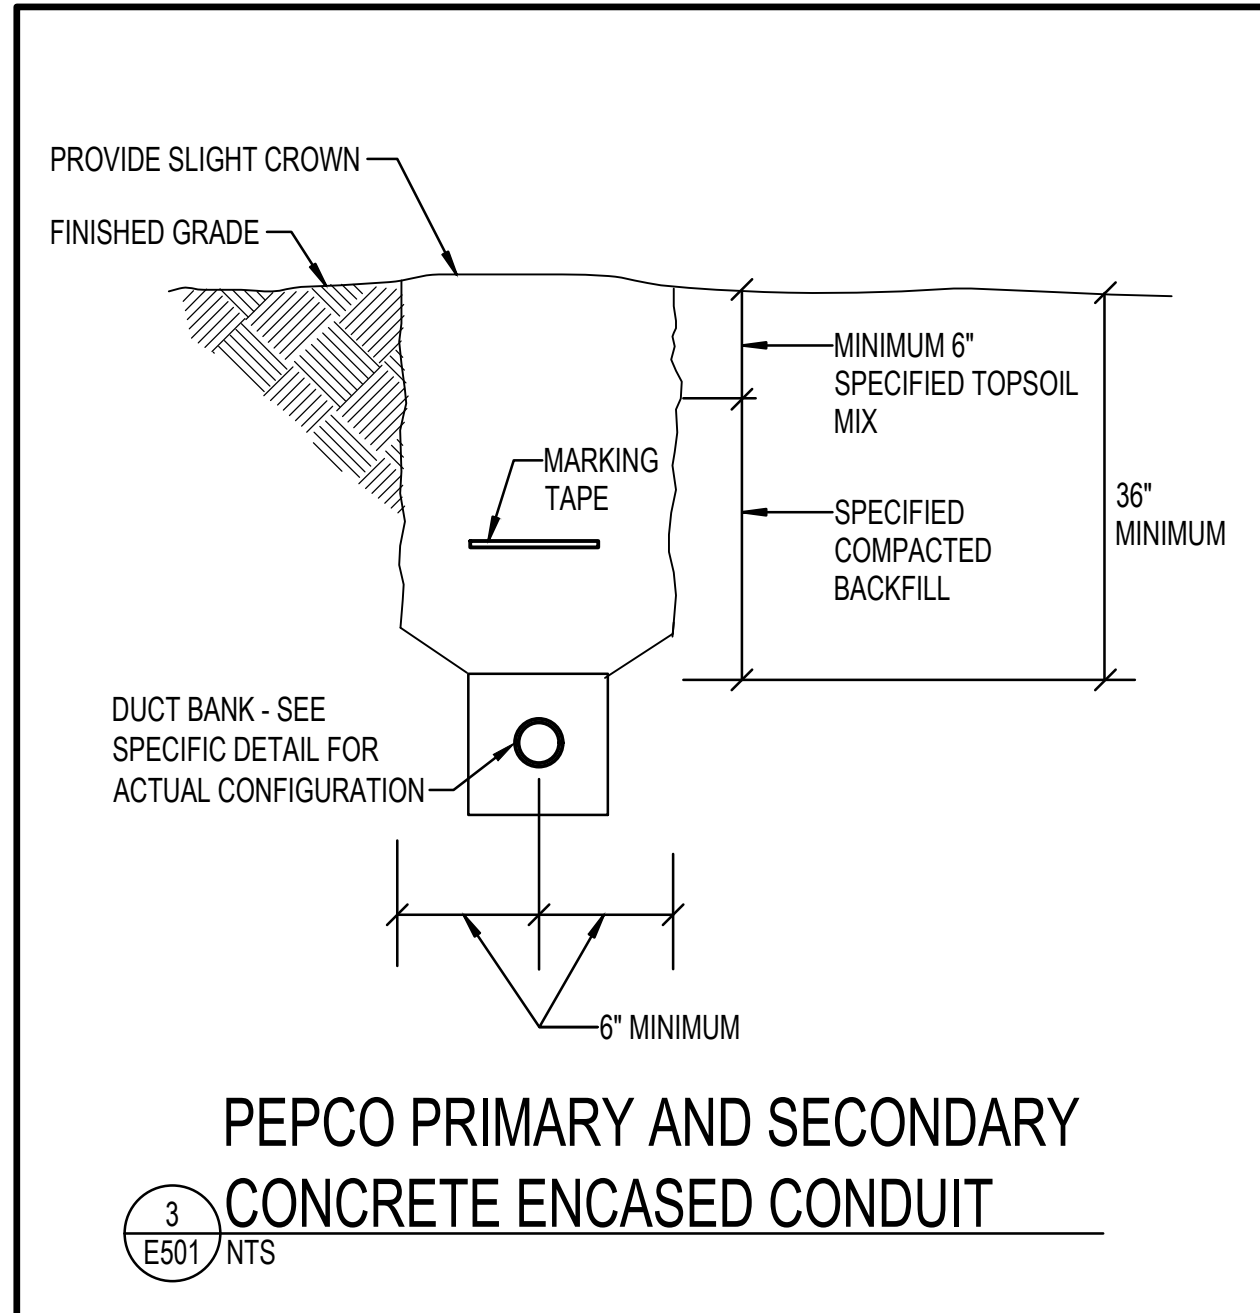 PROVIDE SLIGHT CROWN
FINISHED GRADE
MINIMUM 6"
SPECIFIED TOPSOIL
MIX
MARKING
TAPE
SPECIFIED
COMPACTED
BACKFILL
36"
MINIMUM
DUCT BANK - SEE
SPECIFIC DETAIL FOR
ACTUAL CONFIGURATION
6" MINIMUM
PEPCO PRIMARY AND SECONDARY
CONCRETE ENCASED CONDUIT
3
E501
NTS